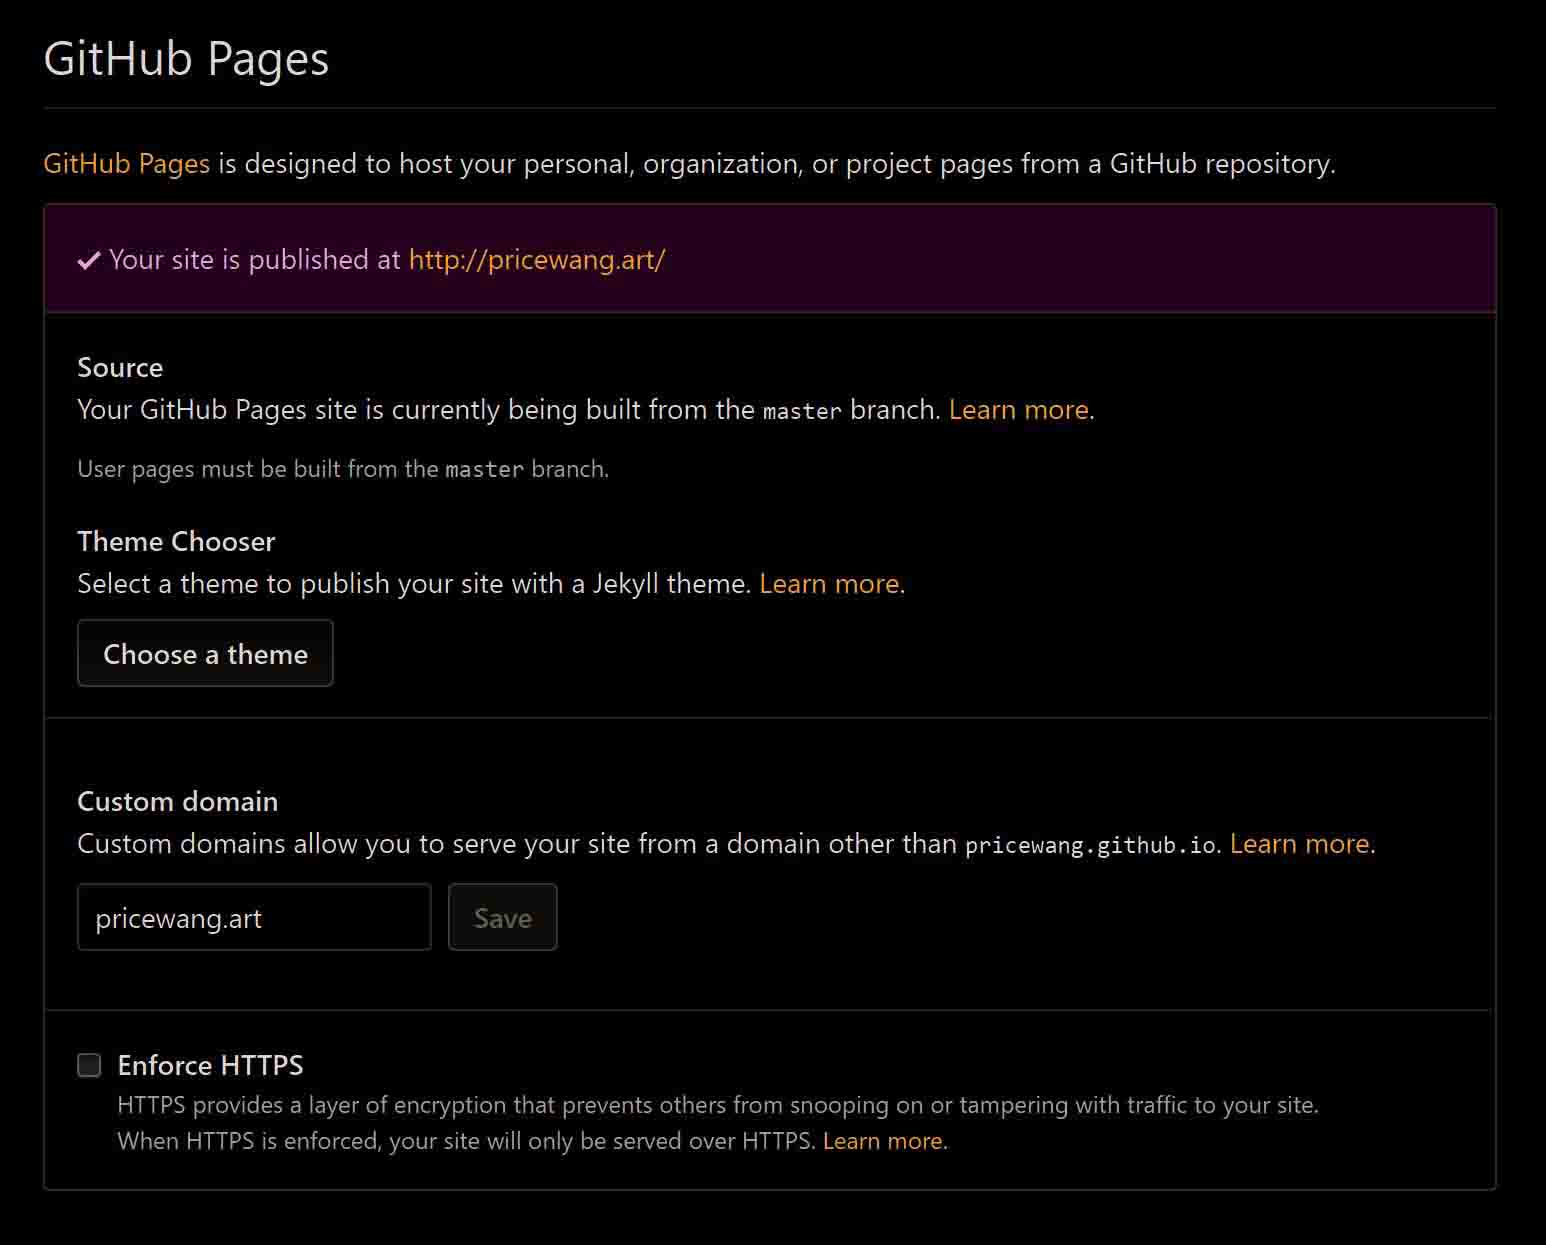 GitHub Pages
GitHub Pages is designed to host your personal, organization, or project pages from a GitHub repository.
Your site is published at http://pricewang.art/
Source
Your GitHub Pages site is currently being built from the master branch. Learn more.
User pages must be built from the master branch.
Theme Chooser
Select a theme to publish your site with a Jekyll theme. Learn more.
Choose a theme
Custom domain
Custom domains allow you to serve your site from a domain other than pricewang.github.io. Learn more.
pricewang.art Save
Enforce HTTPS
HTTPS provides a layer of encryption that prevents others from snooping on or tampering with traffic to your site.
When HTTPS is enforced, your site will only be served over HTTPS. Learn more.